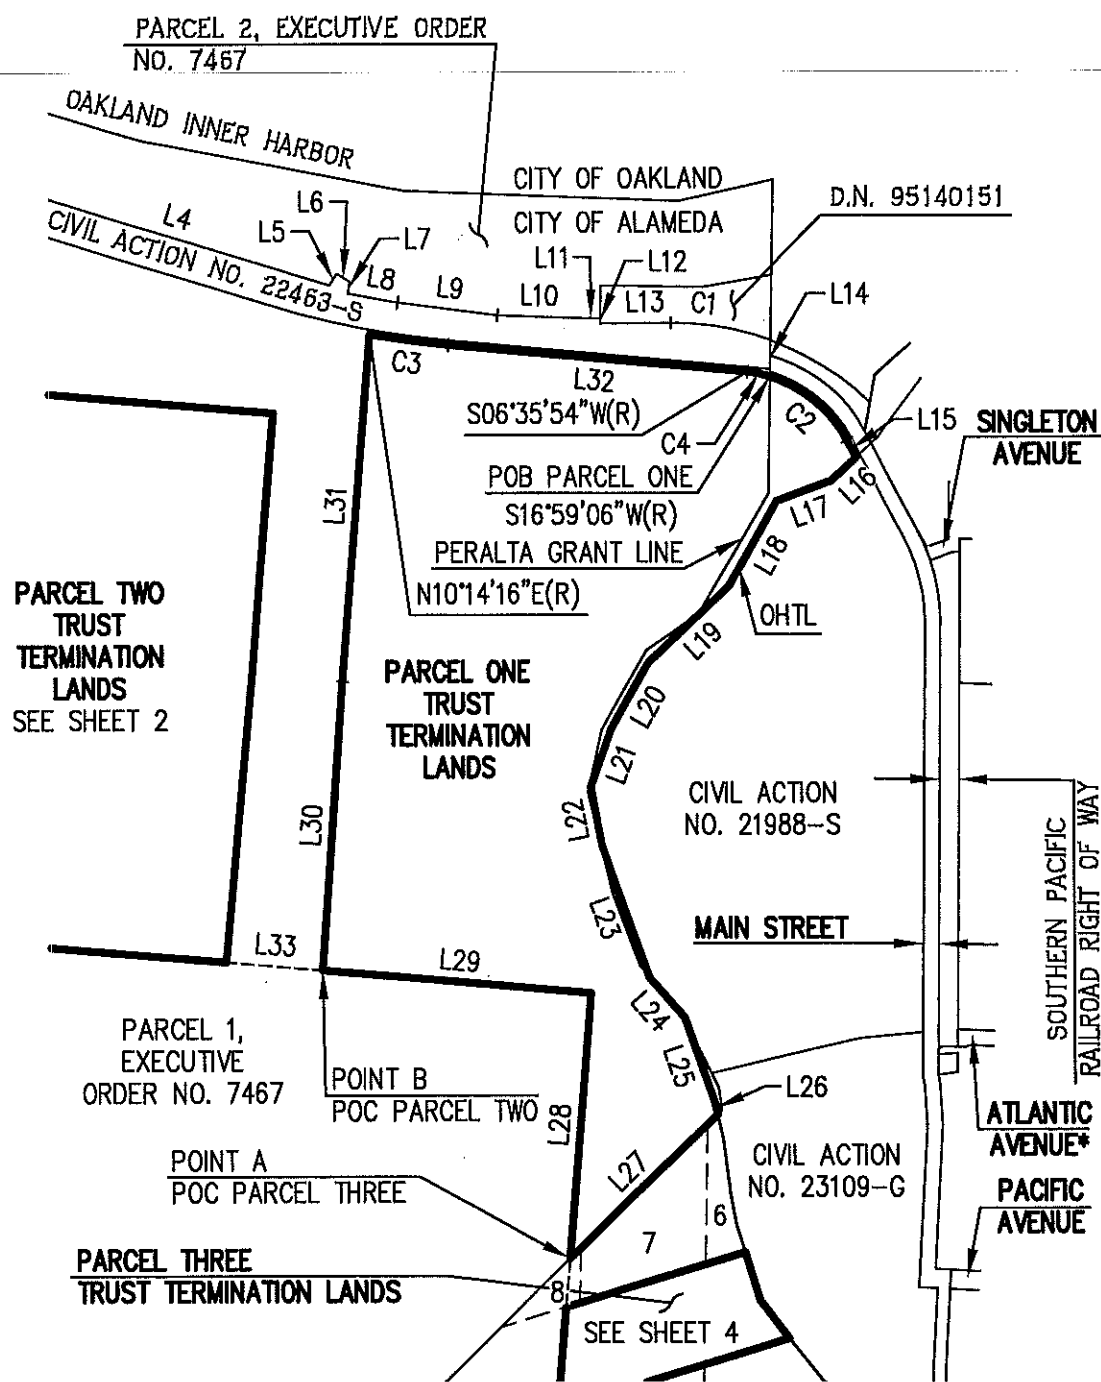 PARCEL 2, EXECUTIVE ORDER
NO. 7467
OAKLAND INNER HARBOR
CITY OF OAKLAND
CITY OF ALAMEDA
D.N. 95140151
L4
L5
L6
L7
CIVIL ACTION NO. 22463-S
L8
L9
L10
L11
L12
L13
C1
L14
C3
L32
S06°35'54"W(R)
C4
C2
L15
SINGLETON
AVENUE
POB PARCEL ONE
S16°59'06"W(R)
L16
L17
L18
PERALTA GRANT LINE
N10°14'16"E(R)
OHTL
L31
L19
PARCEL TWO
TRUST
TERMINATION
LANDS
SEE SHEET 2
PARCEL ONE
TRUST
TERMINATION
LANDS
L20
L21
L22
L30
CIVIL ACTION
NO. 21988-S
SOUTHERN PACIFIC
RAILROAD RIGHT OF WAY
L23
MAIN STREET
L33
L29
L24
L25
PARCEL 1,
EXECUTIVE
ORDER NO. 7467
POINT B
POC PARCEL TWO
L28
L26
ATLANTIC
AVENUE*
POINT A
POC PARCEL THREE
L27
CIVIL ACTION
NO. 23109-G
PACIFIC
AVENUE
6
7
8
PARCEL THREE
TRUST TERMINATION LANDS
SEE SHEET 4